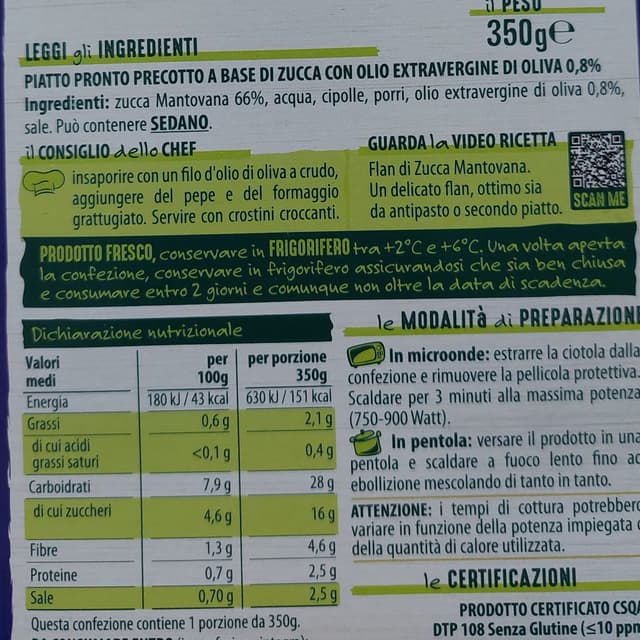 il PESO
350g℮
LEGGI gli INGREDIENTI
PIATTO PRONTO PRECOTTO A BASE DI ZUCCA CON OLIO EXTRAVERGINE DI OLIVA 0,8%
Ingredienti: zucca Mantovana 66%, acqua, cipolle, porri, olio extravergine di oliva 0,8%,
sale. Può contenere SEDANO.
il CONSIGLIO dello CHEF
insaporire con un filo d'olio di oliva a crudo,
aggiungere del pepe e del formaggio
grattugiato. Servire con crostini croccanti.
GUARDA la VIDEO RICETTA
Flan di Zucca Mantovana.
Un delicato flan, ottimo sia
da antipasto o secondo piatto.
SCAN ME
PRODOTTO FRESCO, conservare in FRIGORIFERO tra +2°C e +6°C. Una volta aperta
la confezione, conservare in frigorifero assicurandosi che sia ben chiusa
e consumare entro 2 giorni e comunque non oltre la data di scadenza.
Dichiarazione nutrizionale
Valori medi per 100g per porzione 350g
Energia 180 kJ / 43 kcal 630 kJ / 151 kcal
Grassi 0,6 g 2,1 g
di cui acidi grassi saturi <0,1 g 0,4 g
Carboidrati 7,9 g 28 g
di cui zuccheri 4,6 g 16 g
Fibre 1,3 g 4,6 g
Proteine 0,7 g 2,5 g
Sale 0,70 g 2,5 g
Questa confezione contiene 1 porzione da 350g.
le MODALITÀ di PREPARAZIONE
In microonde: estrarre la ciotola dalla
confezione e rimuovere la pellicola protettiva.
Scaldare per 3 minuti alla massima potenza
(750-900 Watt).
In pentola: versare il prodotto in una
pentola e scaldare a fuoco lento fino ad
ebollizione mescolando di tanto in tanto.
ATTENZIONE: i tempi di cottura potrebbero
variare in funzione della potenza impiegata e
della quantità di calore utilizzata.
le CERTIFICAZIONI
PRODOTTO CERTIFICATO CSQA
DTP 108 Senza Glutine (≤10 ppm